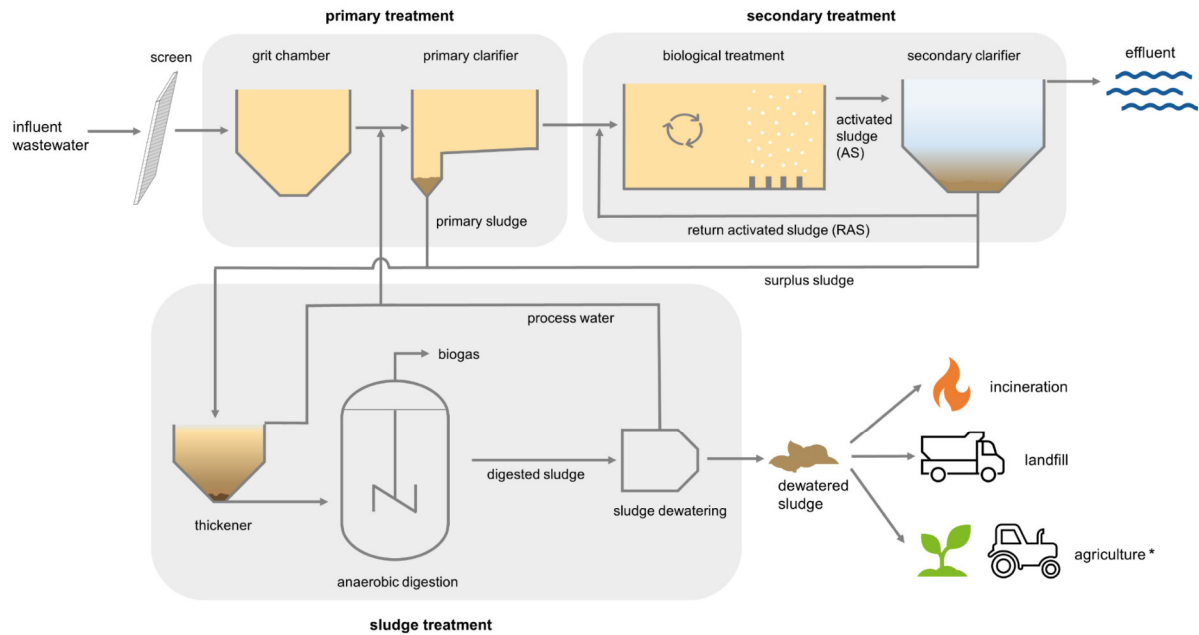 primary treatment
secondary treatment
screen
grit chamber
primary clarifier
biological treatment
secondary clarifier
effluent
influent
wastewater
activated
sludge
(AS)
primary sludge
return activated sludge (RAS)
surplus sludge
process water
biogas
incineration
digested sludge
landfill
dewatered
sludge
thickener
sludge dewatering
agriculture *
anaerobic digestion
sludge treatment